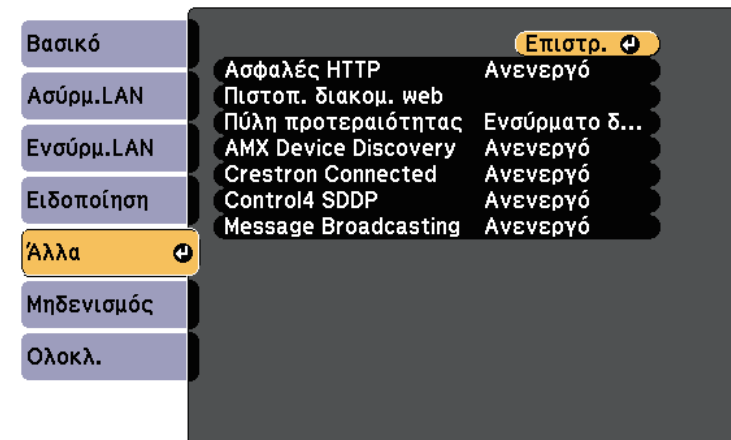 Βασικό
Ασύρμ.LAN
Ενσύρμ.LAN
Ειδοποίηση
Άλλα
Μηδενισμός
Ολοκλ.
Επιστρ.
Ασφαλές HTTP Ανενεργό
Πιστοπ. διακομ. web
Πύλη προτεραιότητας Ενσύρματο δ...
AMX Device Discovery Ανενεργό
Crestron Connected Ανενεργό
Control4 SDDP Ανενεργό
Message Broadcasting Ανενεργό